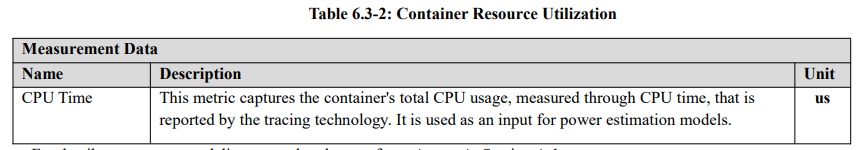 Table 6.3-2: Container Resource Utilization
Measurement Data
Name Description Unit
CPU Time This metric captures the container's total CPU usage, measured through CPU time, that is us
reported by the tracing technology. It is used as an input for power estimation models.